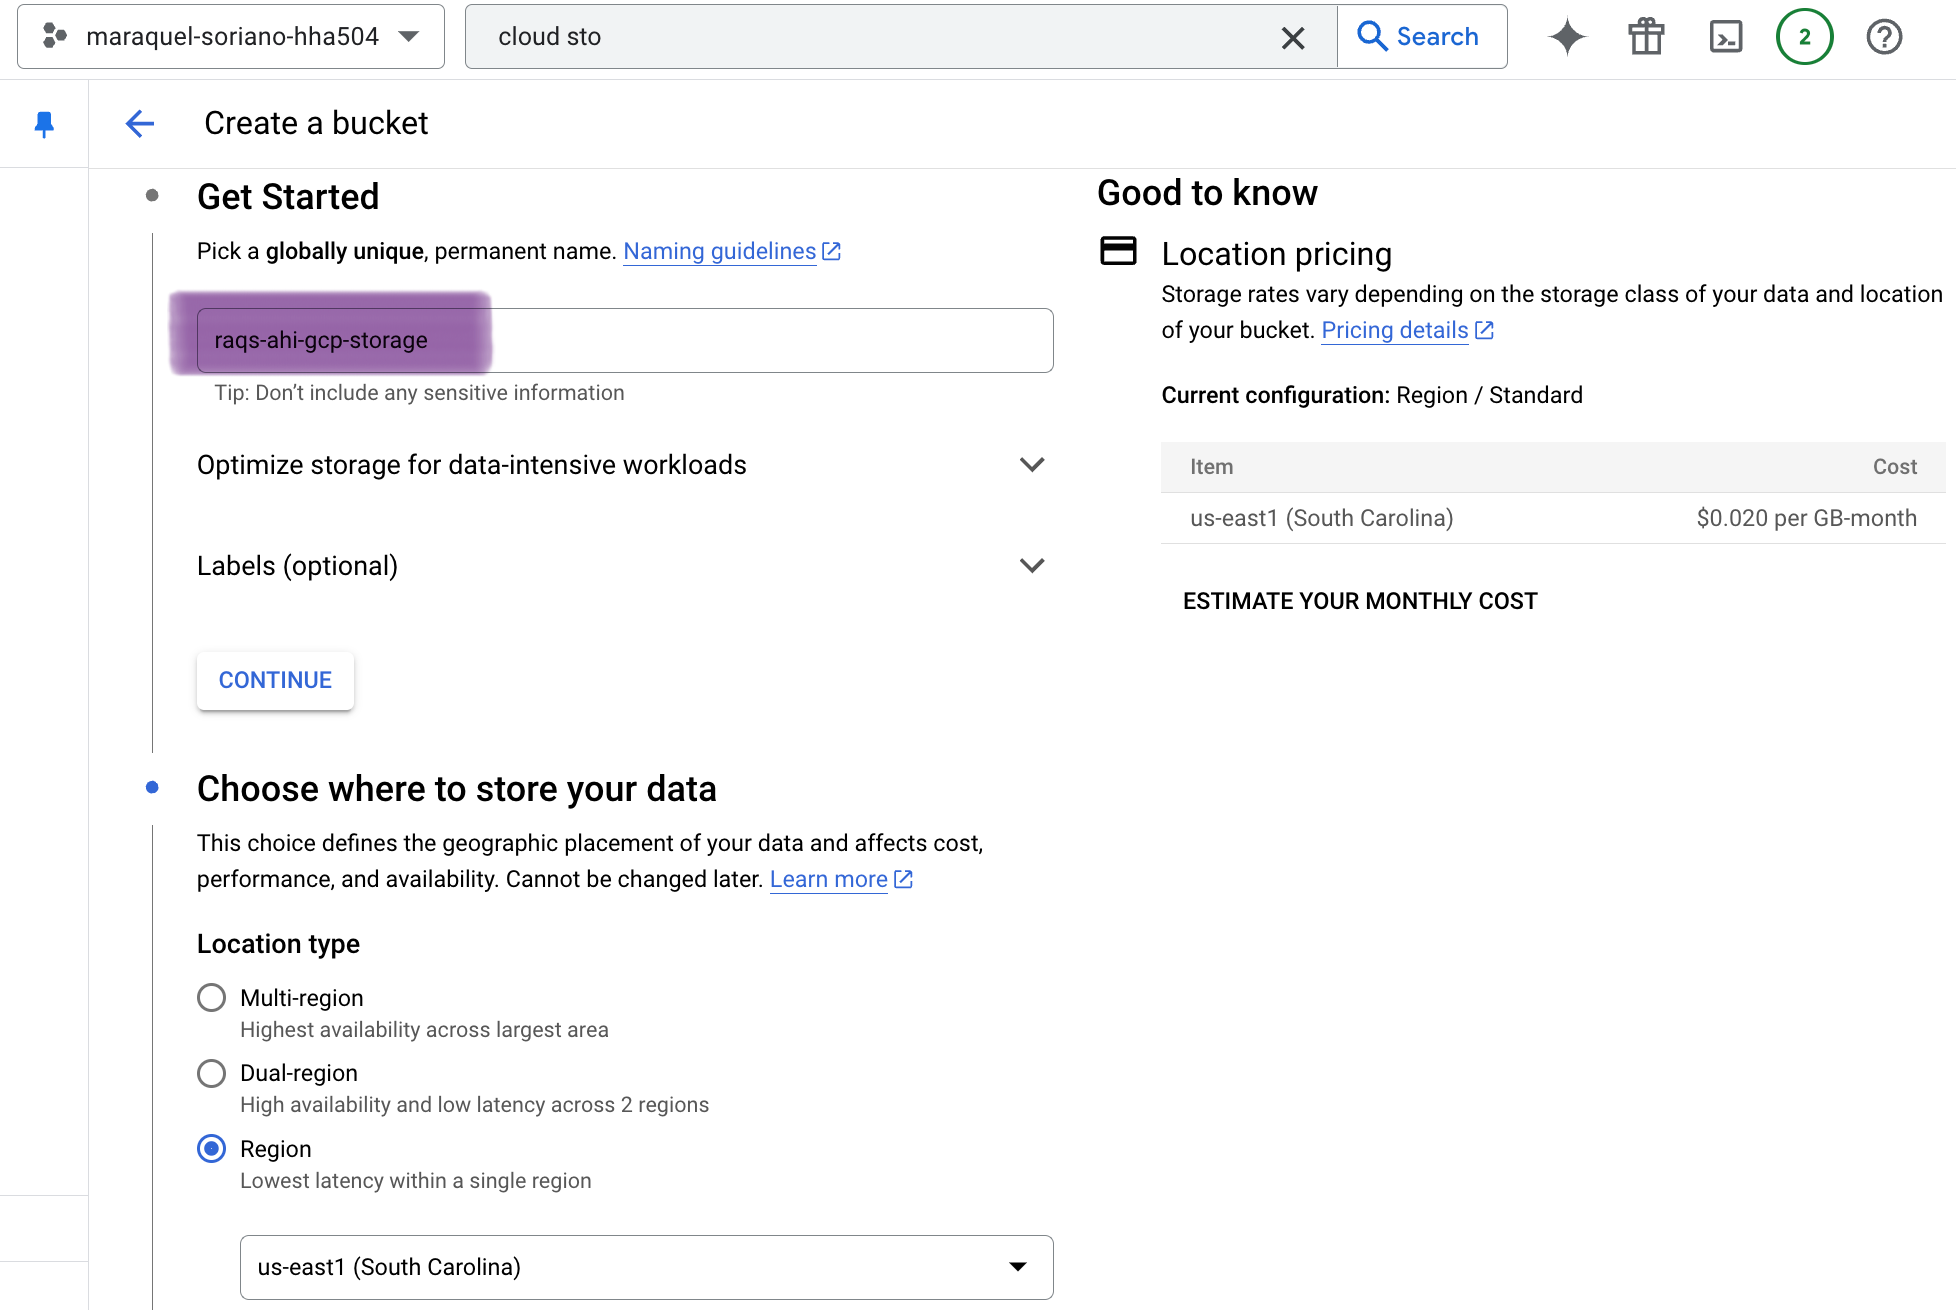 maraquel-soriano-hha504
cloud sto
Search
2
Create a bucket
Get Started
Pick a globally unique, permanent name. Naming guidelines
raqs-ahi-gcp-storage
Tip: Don’t include any sensitive information
Optimize storage for data-intensive workloads
Labels (optional)
CONTINUE
Choose where to store your data
This choice defines the geographic placement of your data and affects cost,
performance, and availability. Cannot be changed later. Learn more
Location type
Multi-region
Highest availability across largest area
Dual-region
High availability and low latency across 2 regions
Region
Lowest latency within a single region
us-east1 (South Carolina)
Good to know
Location pricing
Storage rates vary depending on the storage class of your data and location
of your bucket. Pricing details
Current configuration: Region / Standard
Item Cost
us-east1 (South Carolina) $0.020 per GB-month
ESTIMATE YOUR MONTHLY COST